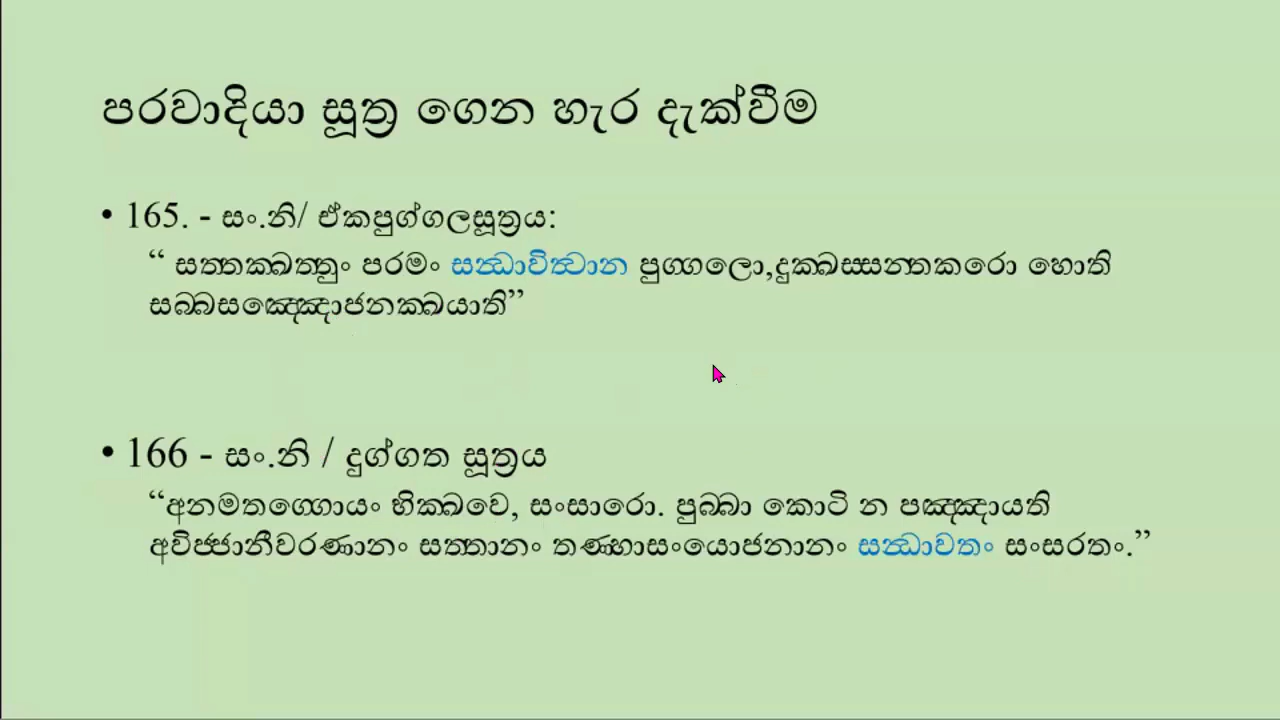 පරවාදියා සූත්‍ර ගෙන හැර දැක්වීම
• 165. - සං.නි/ ඒකපුග්ගලසූත්‍රය:
“ සත‍්තක‍්ඛත‍්තුං පරමං සන‍්ධාවිත්‍වාන පුග‍්ගලො,දුක‍්ඛස‍්සන‍්තකරො හොති
සබ‍්බසඤ‍්ඤොජනක‍්ඛයාති”
• 166 - සං.නි / දුග්ගත සූත්‍රය
“අනමතග‍්ගොයං භික‍්ඛවෙ, සංසාරො. පුබ‍්බා කොටි න පඤ‍්ඤායති
අවිජ‍්ජානීවරණානං සත‍්තානං තණ‍්හාසංයොජනානං සන‍්ධාවතං සංසරතං.”